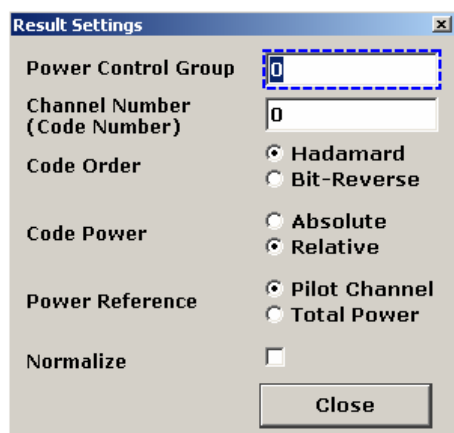 Result Settings
Power Control Group 0
Channel Number
(Code Number) 0
Code Order Hadamard
Bit-Reverse
Code Power Absolute
Relative
Power Reference Pilot Channel
Total Power
Normalize
Close